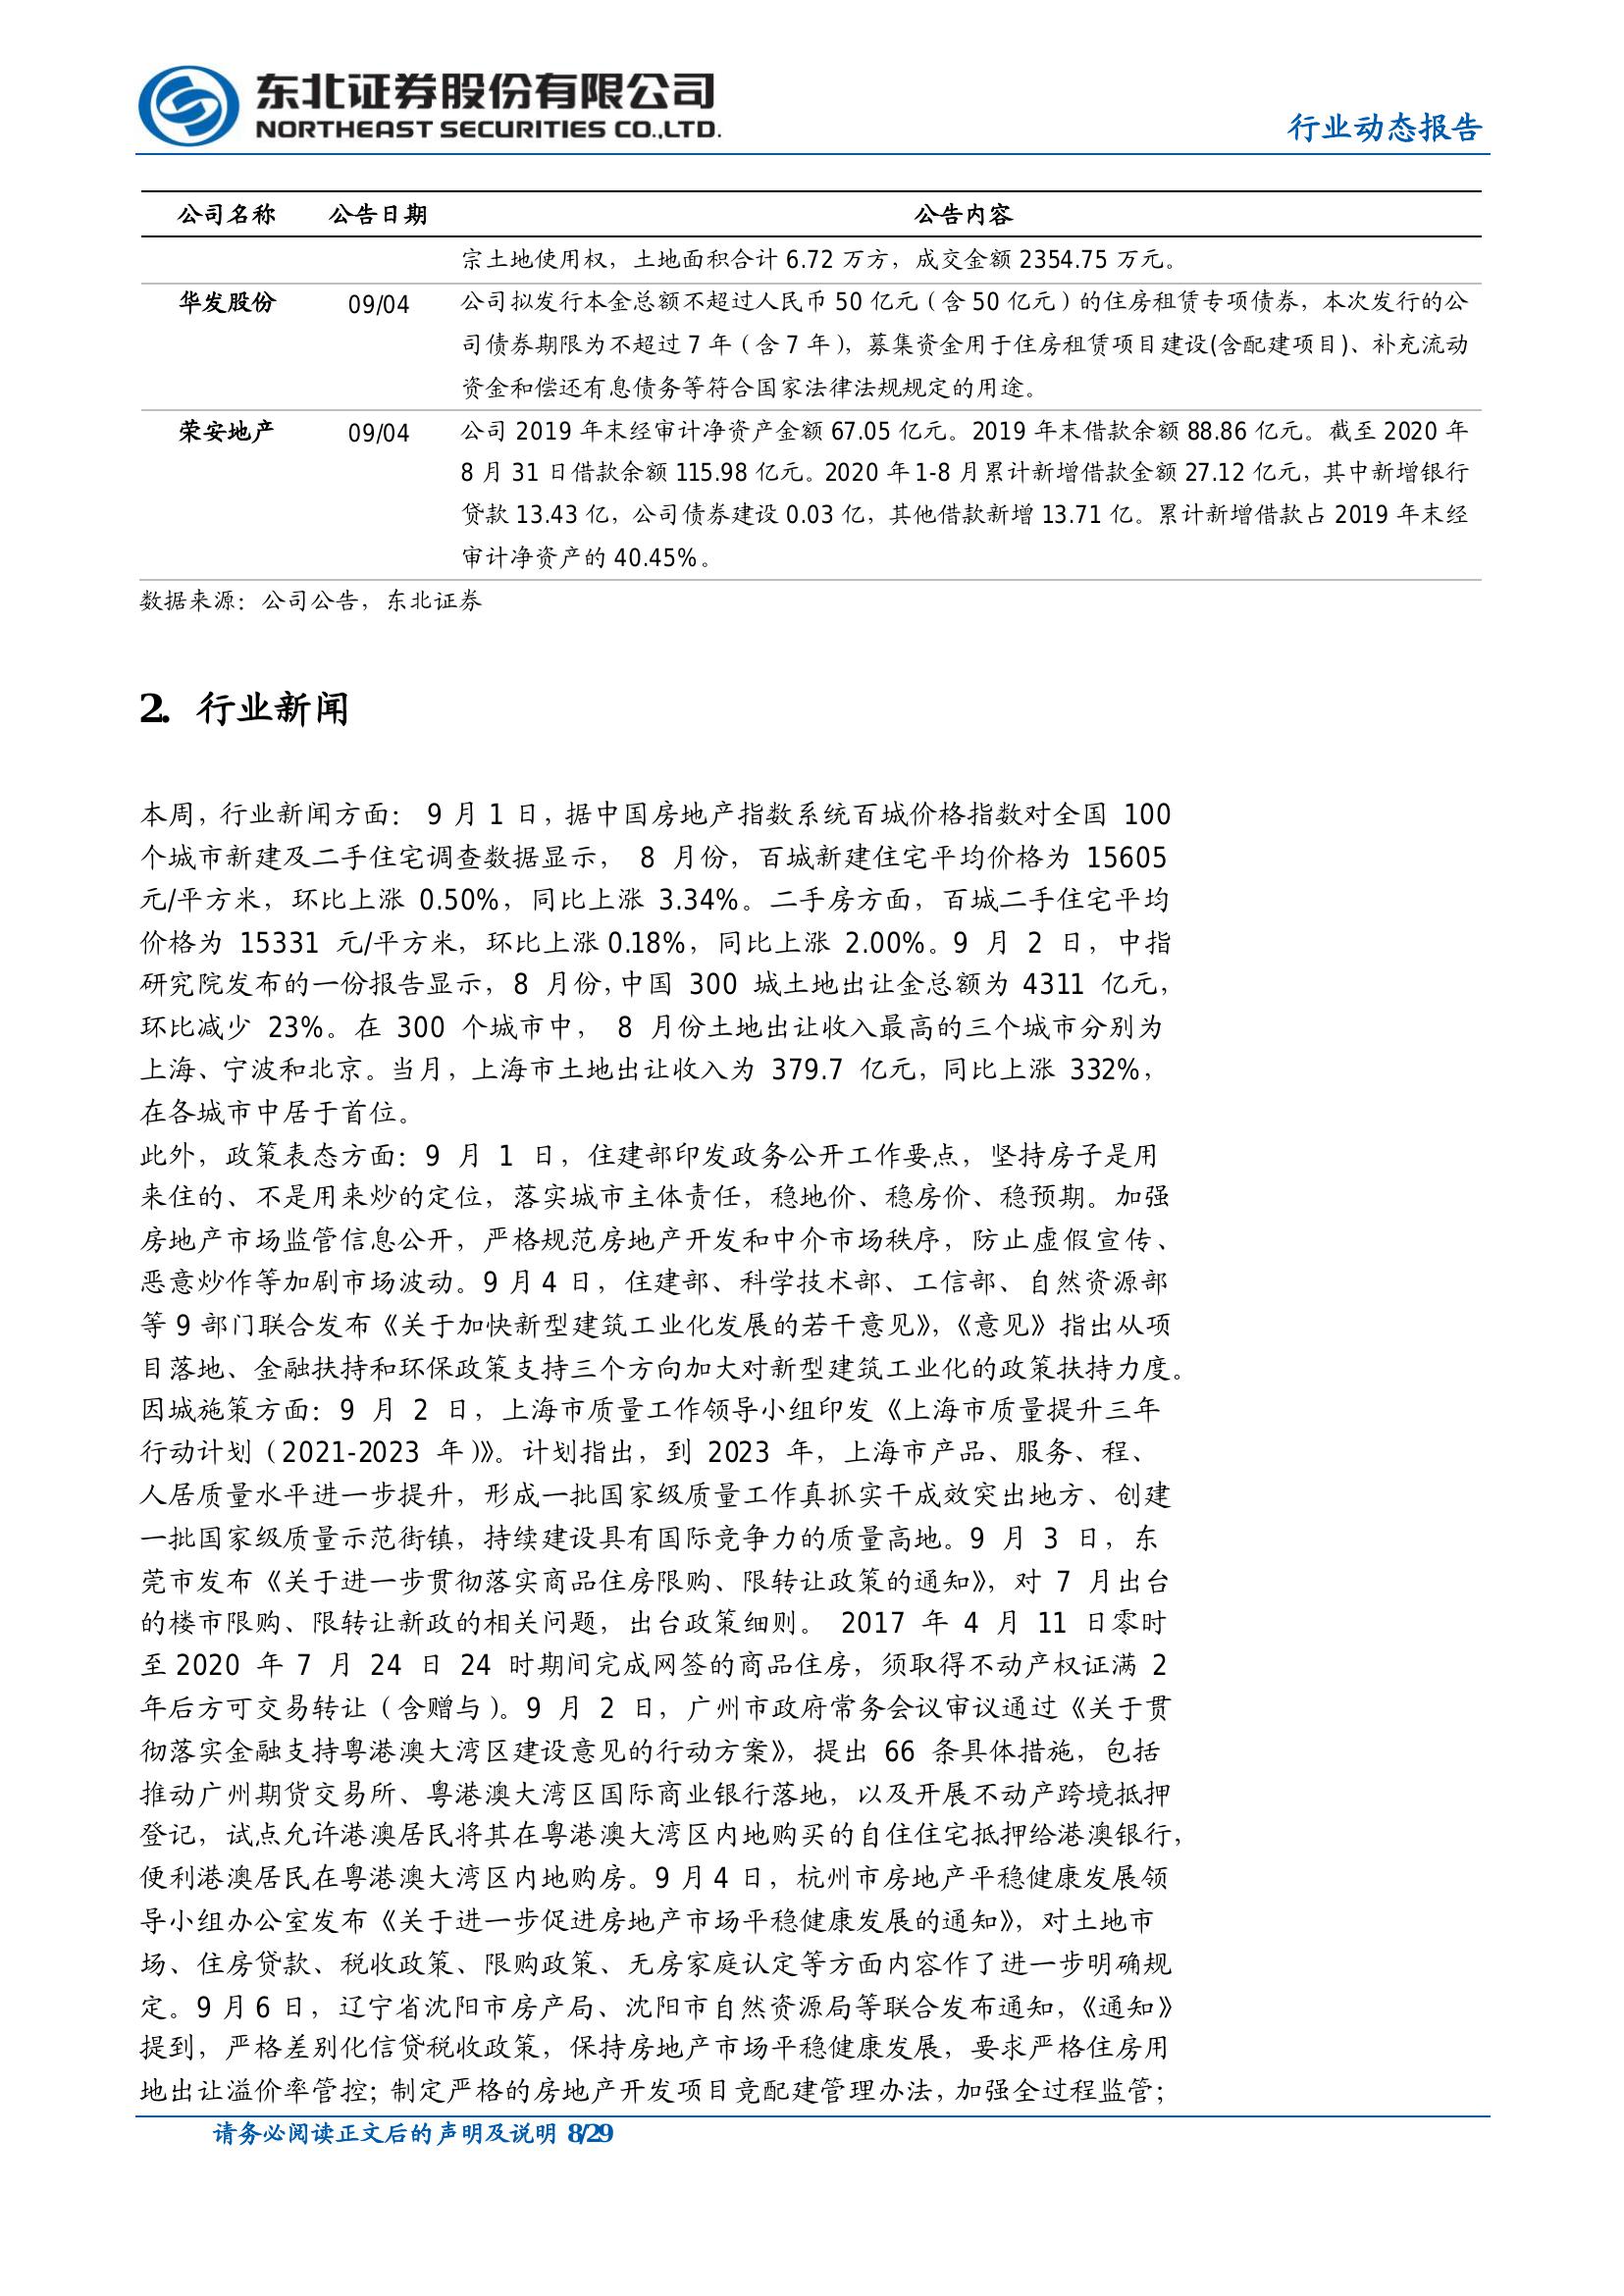 东北证券股份有限公司
NORTHEAST SECURITIES CO.,LTD.
行业动态报告
公司名称 公告日期 公告内容
宗土地使用权，土地面积合计 6.72 万方，成交金额 2354.75 万元。
华发股份 09/04 公司拟发行本金总额不超过人民币 50 亿元（含 50 亿元）的住房租赁专项债券，本次发行的公
司债券期限为不超过 7 年（含 7 年），募集资金用于住房租赁项目建设(含配建项目)、补充流动
资金和偿还有息债务等符合国家法律法规规定的用途。
荣安地产 09/04 公司 2019 年末经审计净资产金额 67.05 亿元。2019 年末借款余额 88.86 亿元。截至 2020 年
8 月 31 日借款余额 115.98 亿元。2020 年 1-8 月累计新增借款金额 27.12 亿元，其中新增银行
贷款 13.43 亿，公司债券建设 0.03 亿，其他借款新增 13.71 亿。累计新增借款占 2019 年末经
审计净资产的 40.45%。
数据来源：公司公告，东北证券
2. 行业新闻
本周，行业新闻方面： 9 月 1 日，据中国房地产指数系统百城价格指数对全国 100
个城市新建及二手住宅调查数据显示， 8 月份，百城新建住宅平均价格为 15605
元/平方米，环比上涨 0.50%，同比上涨 3.34%。二手房方面，百城二手住宅平均
价格为 15331 元/平方米，环比上涨 0.18%，同比上涨 2.00%。9 月 2 日，中指
研究院发布的一份报告显示，8 月份，中国 300 城土地出让金总额为 4311 亿元，
环比减少 23%。在 300 个城市中， 8 月份土地出让收入最高的三个城市分别为
上海、宁波和北京。当月，上海市土地出让收入为 379.7 亿元，同比上涨 332%，
在各城市中居于首位。
此外，政策表态方面：9 月 1 日，住建部印发政务公开工作要点，坚持房子是用
来住的、不是用来炒的定位，落实城市主体责任，稳地价、稳房价、稳预期。加强
房地产市场监管信息公开，严格规范房地产开发和中介市场秩序，防止虚假宣传、
恶意炒作等加剧市场波动。9 月 4 日，住建部、科学技术部、工信部、自然资源部
等 9 部门联合发布《关于加快新型建筑工业化发展的若干意见》，《意见》指出从项
目落地、金融扶持和环保政策支持三个方向加大对新型建筑工业化的政策扶持力度。
因城施策方面：9 月 2 日，上海市质量工作领导小组印发《上海市质量提升三年
行动计划（2021-2023 年）》。计划指出，到 2023 年，上海市产品、服务、程、
人居质量水平进一步提升，形成一批国家级质量工作真抓实干成效突出地方、创建
一批国家级质量示范街镇，持续建设具有国际竞争力的质量高地。9 月 3 日，东
莞市发布《关于进一步贯彻落实商品住房限购、限转让政策的通知》，对 7 月出台
的楼市限购、限转让新政的相关问题，出台政策细则。 2017 年 4 月 11 日零时
至 2020 年 7 月 24 日 24 时期间完成网签的商品住房，须取得不动产权证满 2
年后方可交易转让（含赠与）。9 月 2 日，广州市政府常务会议审议通过《关于贯
彻落实金融支持粤港澳大湾区建设意见的行动方案》，提出 66 条具体措施，包括
推动广州期货交易所、粤港澳大湾区国际商业银行落地，以及开展不动产跨境抵押
登记，试点允许港澳居民将其在粤港澳大湾区内地购买的自住住宅抵押给港澳银行，
便利港澳居民在粤港澳大湾区内地购房。9 月 4 日，杭州市房地产平稳健康发展领
导小组办公室发布《关于进一步促进房地产市场平稳健康发展的通知》，对土地市
场、住房贷款、税收政策、限购政策、无房家庭认定等方面内容作了进一步明确规
定。9 月 6 日，辽宁省沈阳市房产局、沈阳市自然资源局等联合发布通知，《通知》
提到，严格差别化信贷税收政策，保持房地产市场平稳健康发展，要求严格住房用
地出让溢价率管控；制定严格的房地产开发项目竞配建管理办法，加强全过程监管；
请务必阅读正文后的声明及说明 8/29